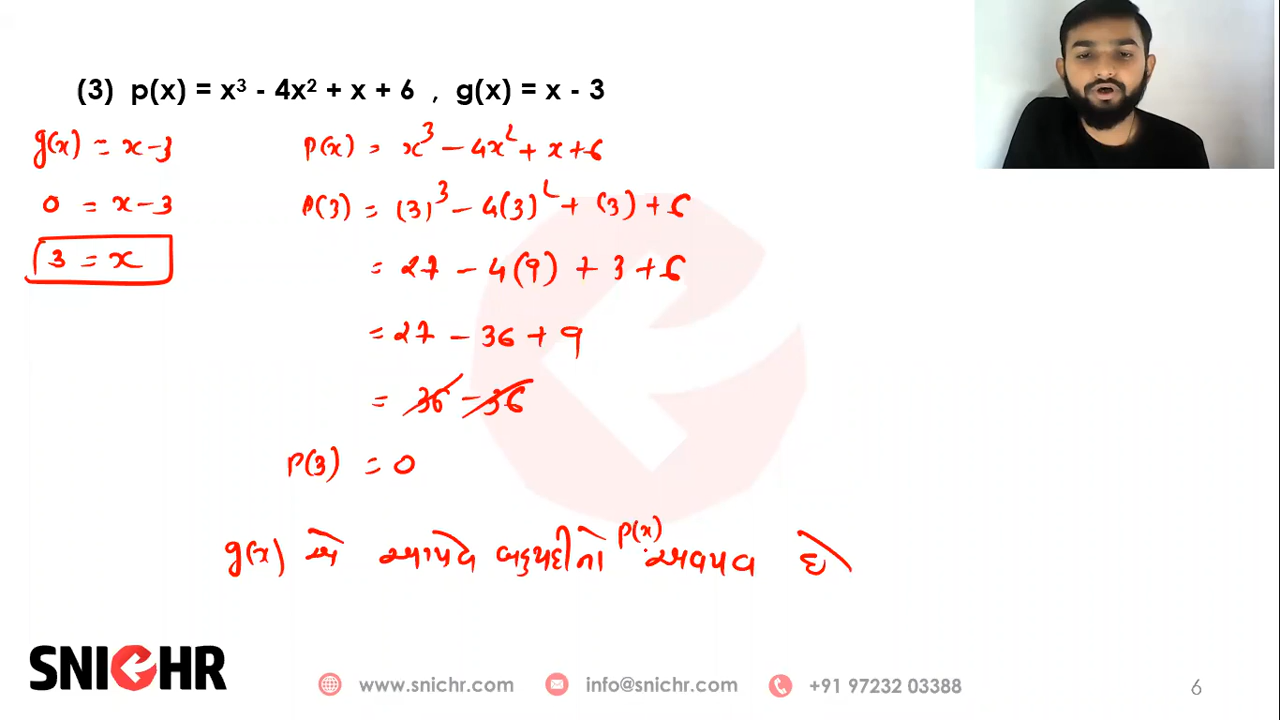 (3) p(x) = x³ - 4x² + x + 6 , g(x) = x - 3
g(x) = x-3
0 = x-3
3 = x
P(x) = x³ - 4x² + x + 6
P(3) = (3)³ - 4(3)² + (3) + 6
= 27 - 4(9) + 3 + 6
= 27 - 36 + 9
= 36 - 36
P(3) = 0
g(x) એ આપેલ બહુપદીનો P(x) અવયવ છે
SNICHR
www.snichr.com
info@snichr.com
+91 97232 03388
6